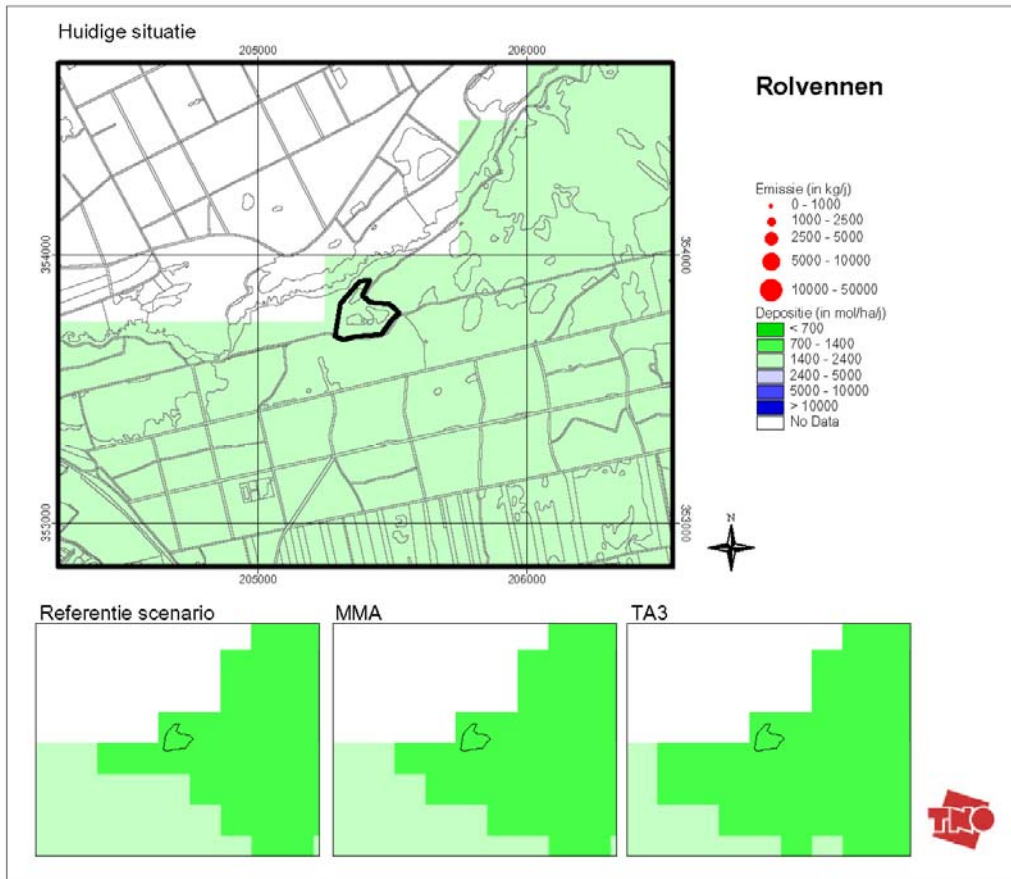 Huidige situatie
205000
206000
Rolvennen
Emissie (in kg/j)
0 - 1000
1000 - 2500
2500 - 5000
5000 - 10000
10000 - 50000
Depositie (in mol/ha/j)
< 700
700 - 1400
1400 - 2400
2400 - 5000
5000 - 10000
> 10000
No Data
354000
354000
353000
353000
N
205000
206000
Referentie scenario
MMA
TA3
TNO